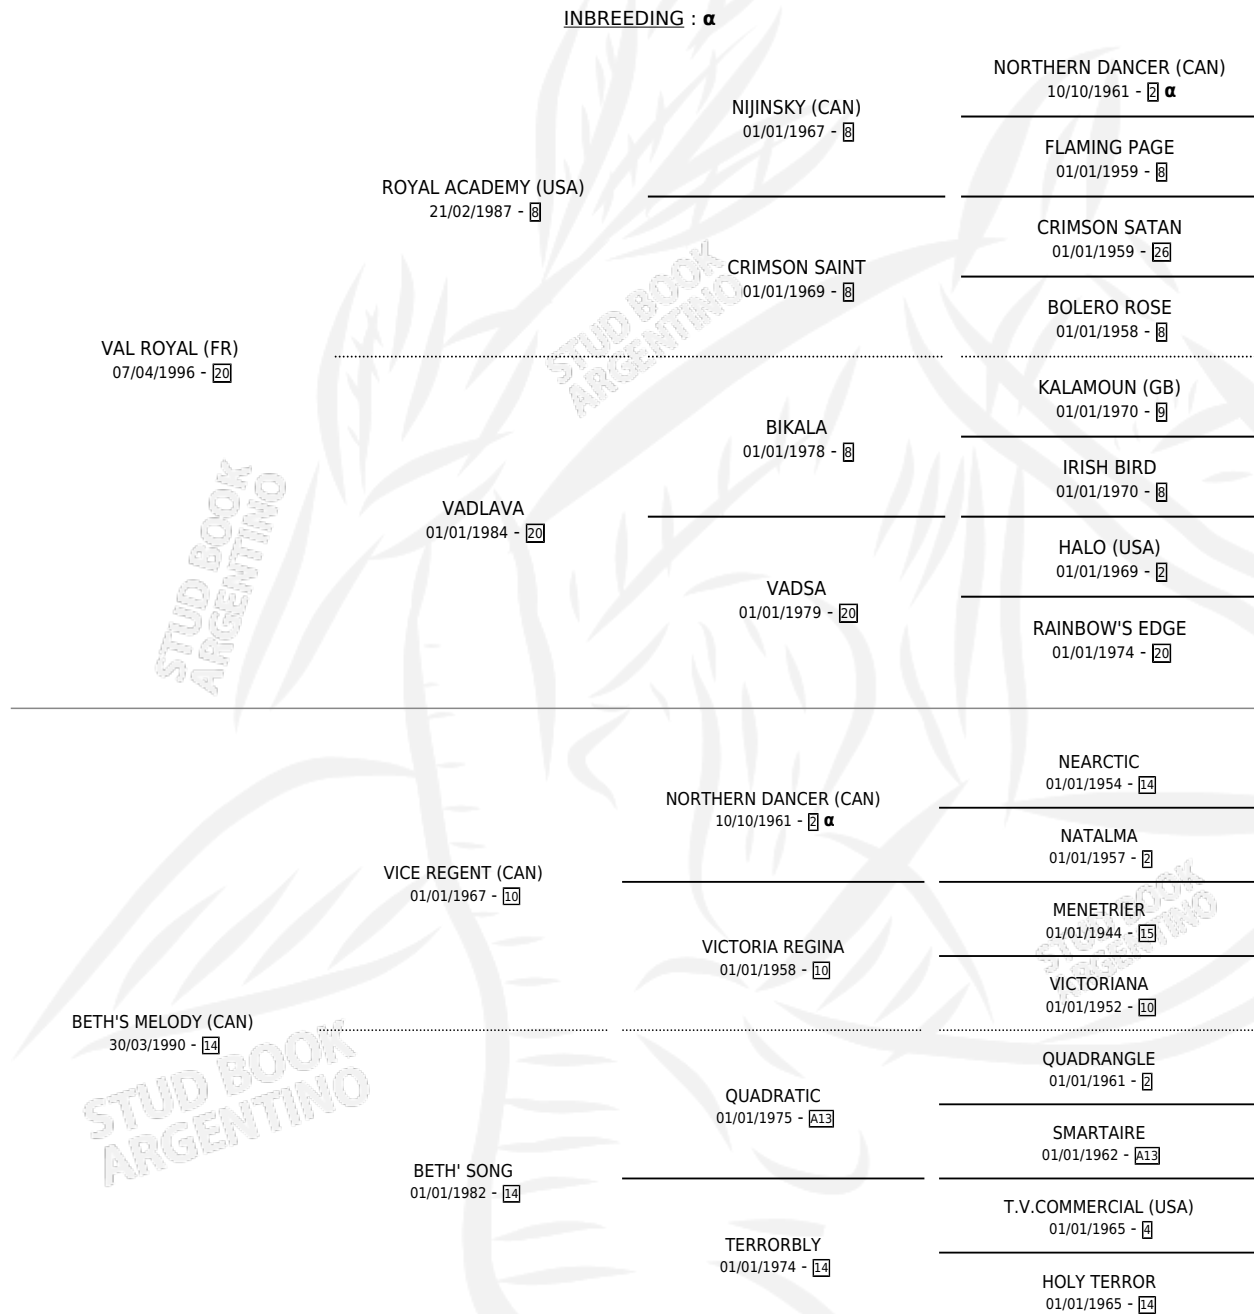 INBREEDING : α
NORTHERN DANCER (CAN)
10/10/1961 - 2 α
NIJINSKY (CAN)
01/01/1967 - 8
FLAMING PAGE
01/01/1959 - 8
ROYAL ACADEMY (USA)
21/02/1987 - 8
CRIMSON SATAN
01/01/1959 - 26
CRIMSON SAINT
01/01/1969 - 8
BOLERO ROSE
01/01/1958 - 8
VAL ROYAL (FR)
07/04/1996 - 20
KALAMOUN (GB)
01/01/1970 - 9
BIKALA
01/01/1978 - 8
IRISH BIRD
01/01/1970 - 8
VADLAVA
01/01/1984 - 20
HALO (USA)
01/01/1969 - 2
VADSA
01/01/1979 - 20
RAINBOW'S EDGE
01/01/1974 - 20
NEARCTIC
01/01/1954 - 14
NORTHERN DANCER (CAN)
10/10/1961 - 2 α
NATALMA
01/01/1957 - 2
VICE REGENT (CAN)
01/01/1967 - 10
MENETRIER
01/01/1944 - 15
VICTORIA REGINA
01/01/1958 - 10
VICTORIANA
01/01/1952 - 10
BETH'S MELODY (CAN)
30/03/1990 - 14
QUADRANGLE
01/01/1961 - 2
QUADRATIC
01/01/1975 - A13
SMARTAIRE
01/01/1962 - A13
BETH' SONG
01/01/1982 - 14
T.V.COMMERCIAL (USA)
01/01/1965 - 4
TERRORBLY
01/01/1974 - 14
HOLY TERROR
01/01/1965 - 14
STUD BOOK
ARGENTINO
STUD BOOK
ARGENTINO
STUD BOOK
ARGENTINO
STUD BOOK
ARGENTINO